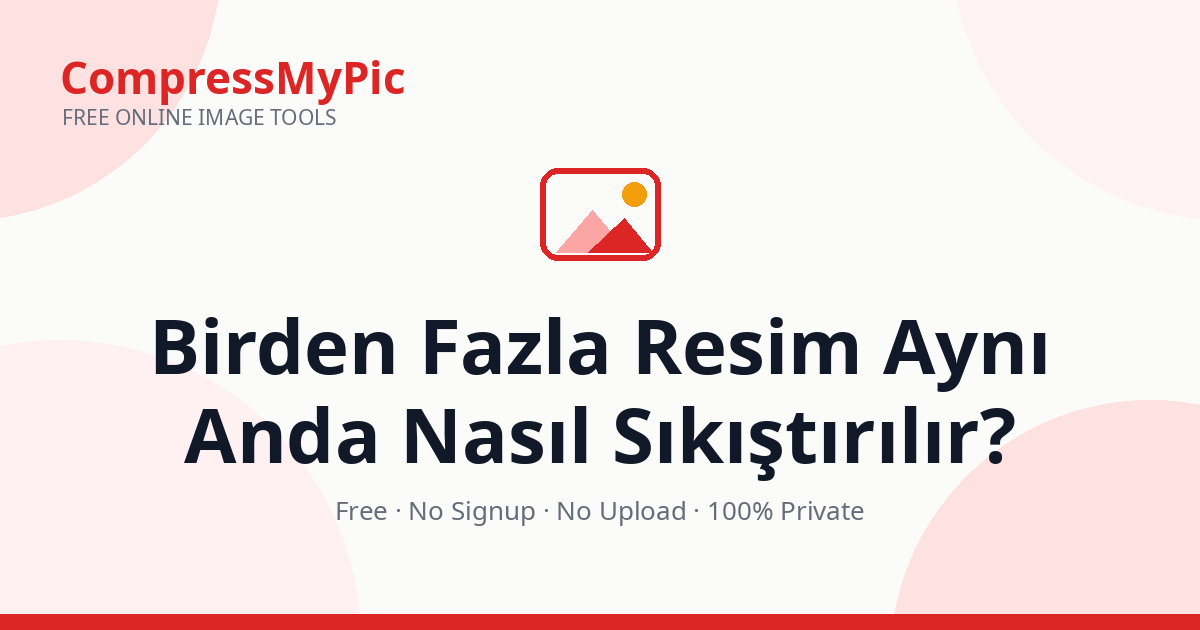 CompressMyPic
FREE ONLINE IMAGE TOOLS
Birden Fazla Resim Aynı
Anda Nasıl Sıkıştırılır?
Free · No Signup · No Upload · 100% Private